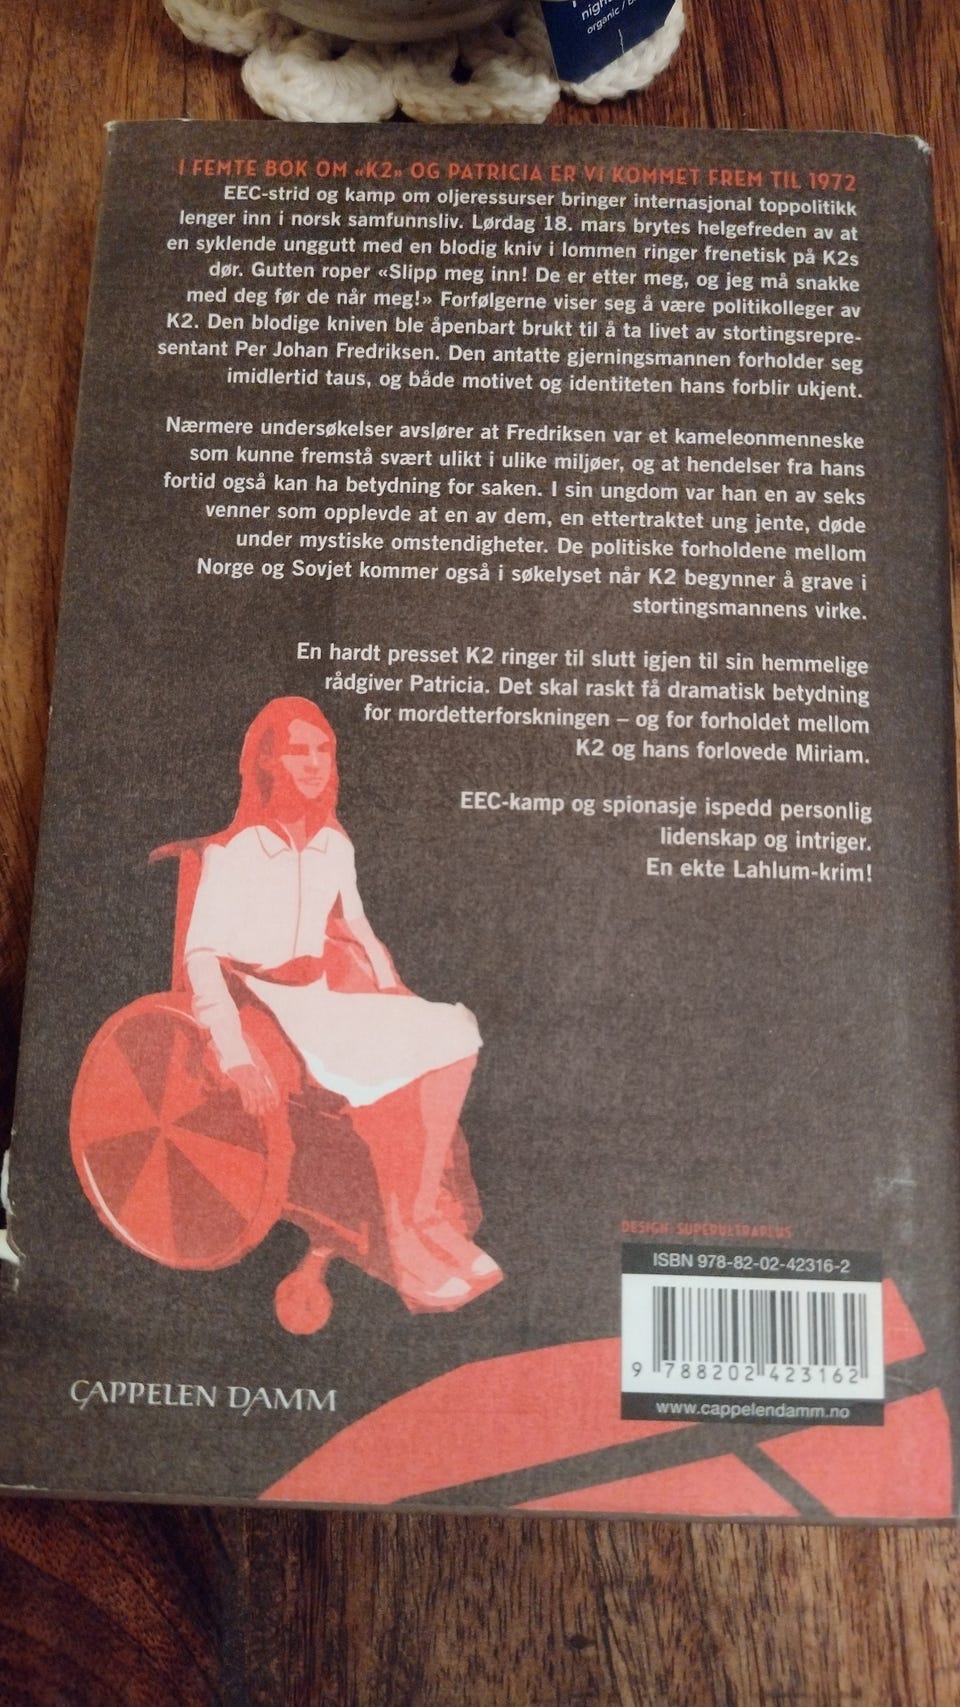 nigh
organic /
I FEMTE BOK OM «K2» OG PATRICIA ER VI KOMMET FREM TIL 1972
EEC-strid og kamp om oljeressurser bringer internasjonal toppolitikk
lenger inn i norsk samfunnsliv. Lørdag 18. mars brytes helgefreden av at
en syklende unggutt med en blodig kniv i lommen ringer frenetisk på K2s
dør. Gutten roper «Slipp meg inn! De er etter meg, og jeg må snakke
med deg før de når meg!» Forfølgerne viser seg å være politikolleger av
K2. Den blodige kniven ble åpenbart brukt til å ta livet av stortingsrepre-
sentant Per Johan Fredriksen. Den antatte gjerningsmannen forholder seg
imidlertid taus, og både motivet og identiteten hans forblir ukjent.
Nærmere undersøkelser avslører at Fredriksen var et kameleonmenneske
som kunne fremstå svært ulikt i ulike miljøer, og at hendelser fra hans
fortid også kan ha betydning for saken. I sin ungdom var han en av seks
venner som opplevde at en av dem, en ettertraktet ung jente, døde
under mystiske omstendigheter. De politiske forholdene mellom
Norge og Sovjet kommer også i søkelyset når K2 begynner å grave i
stortingsmannens virke.
En hardt presset K2 ringer til slutt igjen til sin hemmelige
rådgiver Patricia. Det skal raskt få dramatisk betydning
for mordetterforskningen – og for forholdet mellom
K2 og hans forlovede Miriam.
EEC-kamp og spionasje ispedd personlig
lidenskap og intriger.
En ekte Lahlum-krim!
DESIGN: SUPERULTRAPLUS
ISBN 978-82-02-42316-2
9 788202 423162
www.cappelendamm.no
CAPPELEN DAMM